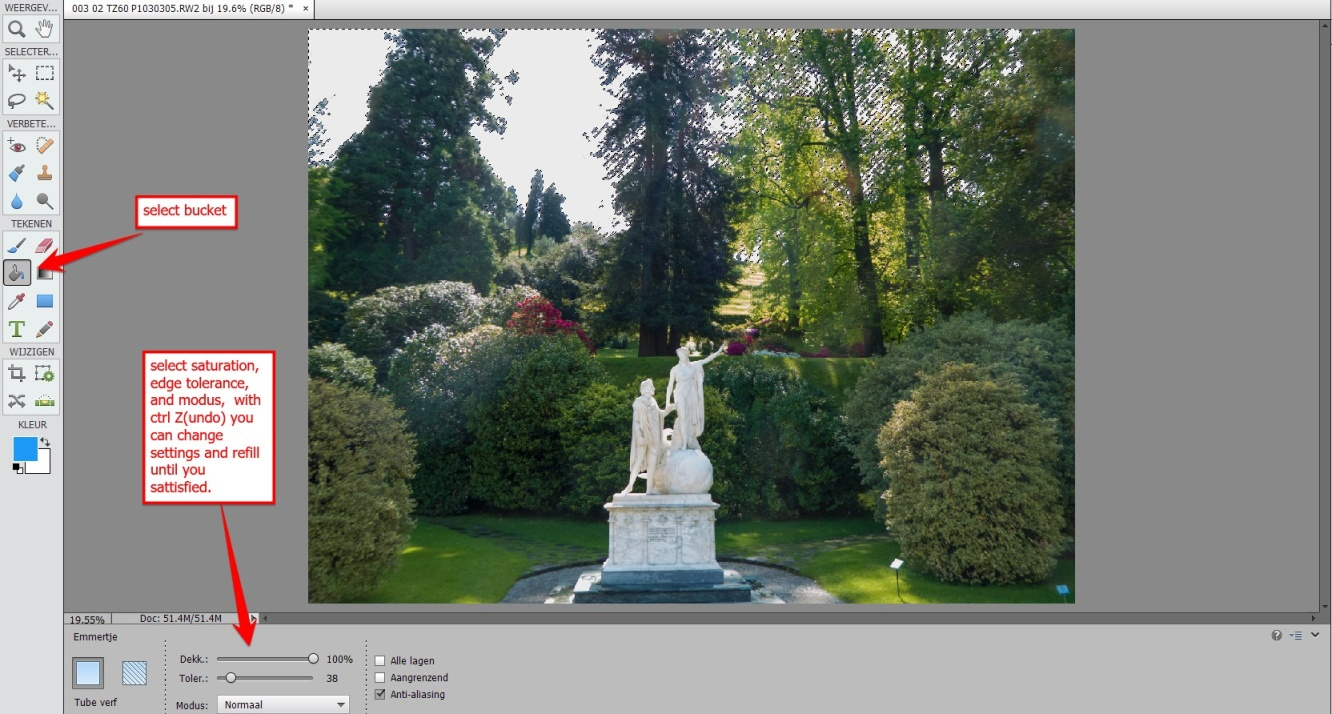 WEERGEV...
003 02 TZ60 P1030305.RW2 bij 19.6% (RGB/8) * ×
SELECTER...
VERBETE...
TEKENEN
select bucket
T
WIJZIGEN
select saturation,
edge tolerance,
and modus, with
ctrl Z(undo) you
can change
settings and refill
until you
sattisfied.
KLEUR
19.55% Doc: 51.4M/51.4M
Emmertje
Dekk.: 100%
Toler.: 38
Modus: Normaal
Alle lagen
Aangrenzend
Anti-aliasing
Tube verf